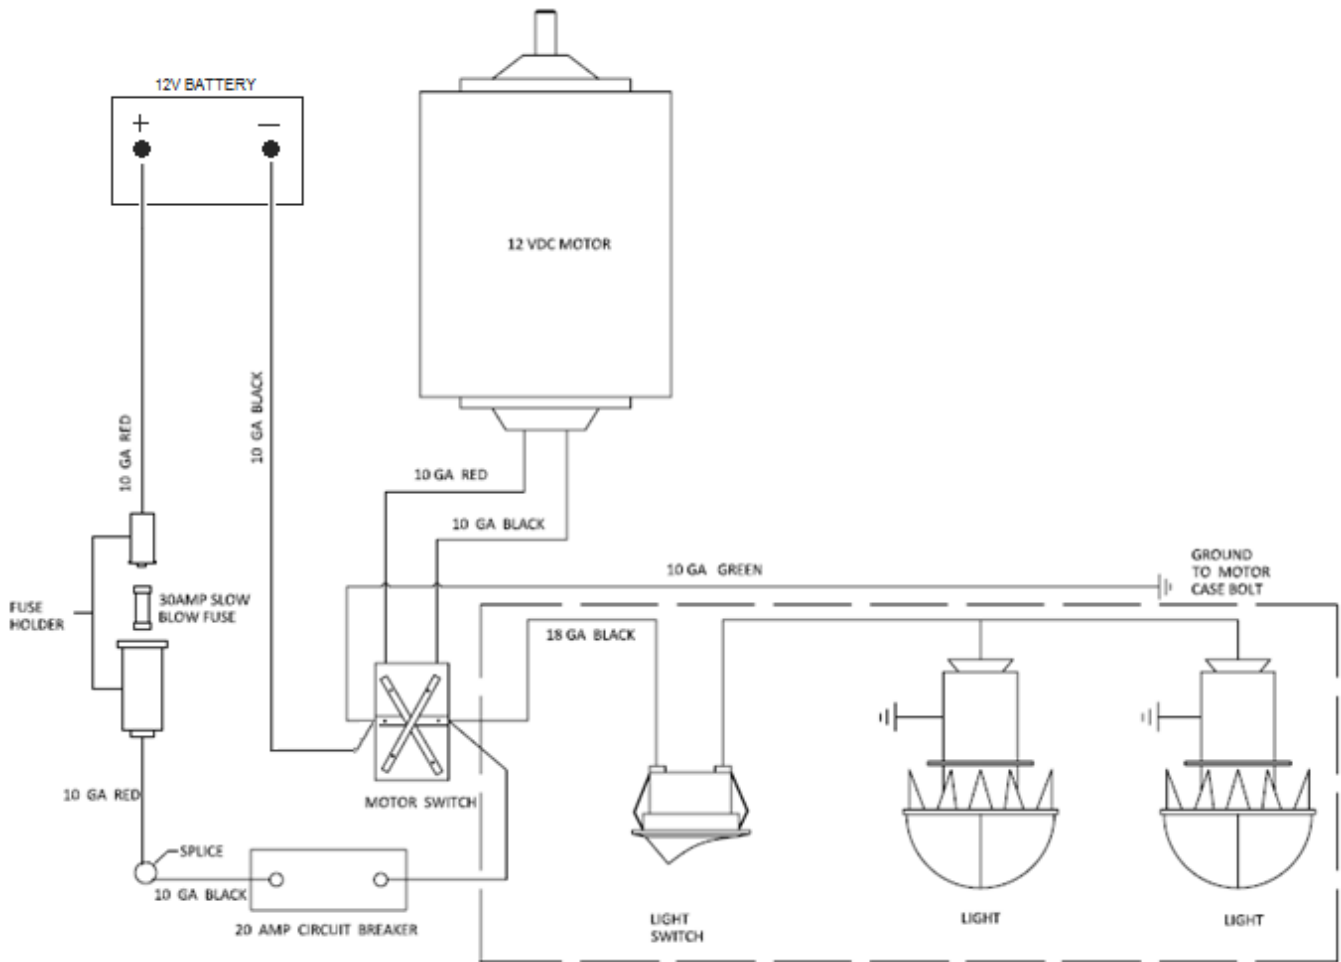 12V BATTERY
+
—
12 VDC MOTOR
10 GA RED
10 GA BLACK
10 GA RED
10 GA BLACK
10 GA GREEN
GROUND
TO MOTOR
CASE BOLT
FUSE
HOLDER
30AMP SLOW
BLOW FUSE
18 GA BLACK
10 GA RED
MOTOR SWITCH
SPLICE
10 GA BLACK
20 AMP CIRCUIT BREAKER
LIGHT
SWITCH
LIGHT
LIGHT